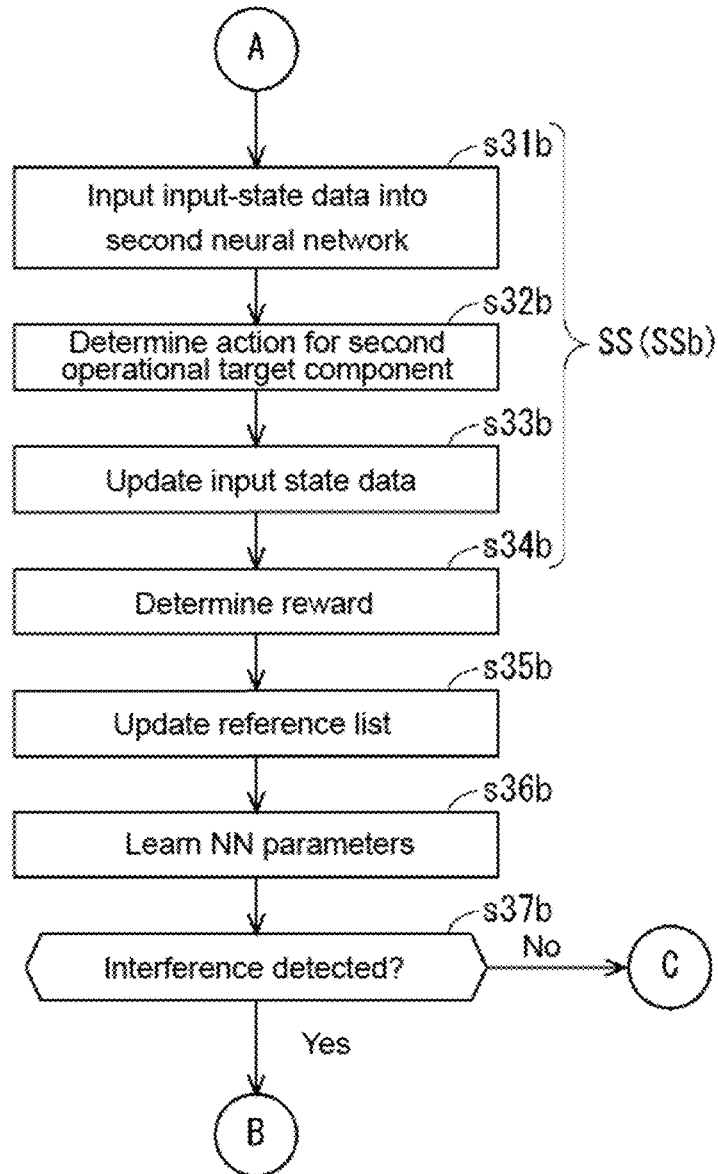 A
s31b
Input input-state data into
second neural network
s32b
Determine action for second
operational target component
SS(SSb)
s33b
Update input state data
s34b
Determine reward
s35b
Update reference list
s36b
Learn NN parameters
s37b
Interference detected?
No
C
Yes
B